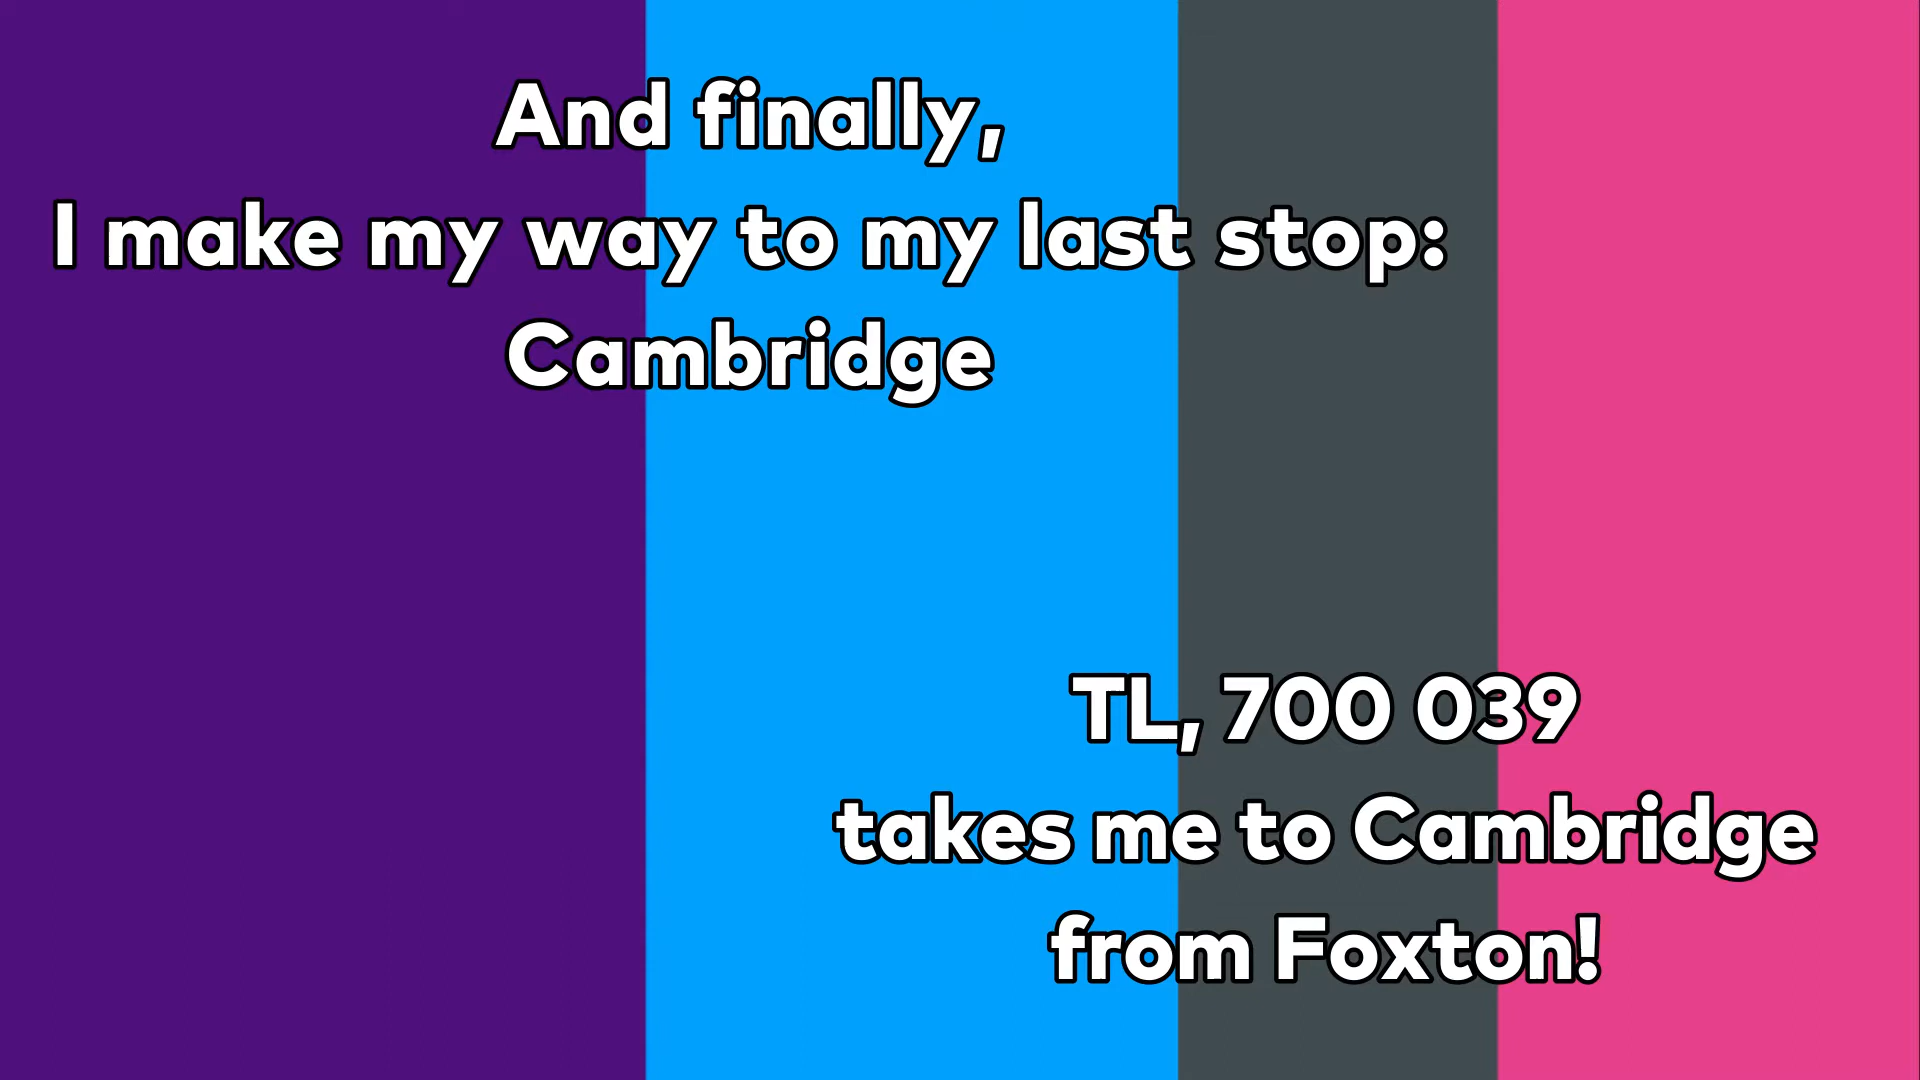 And finally,
I make my way to my last stop:
Cambridge
TL, 700 039
takes me to Cambridge
from Foxton!